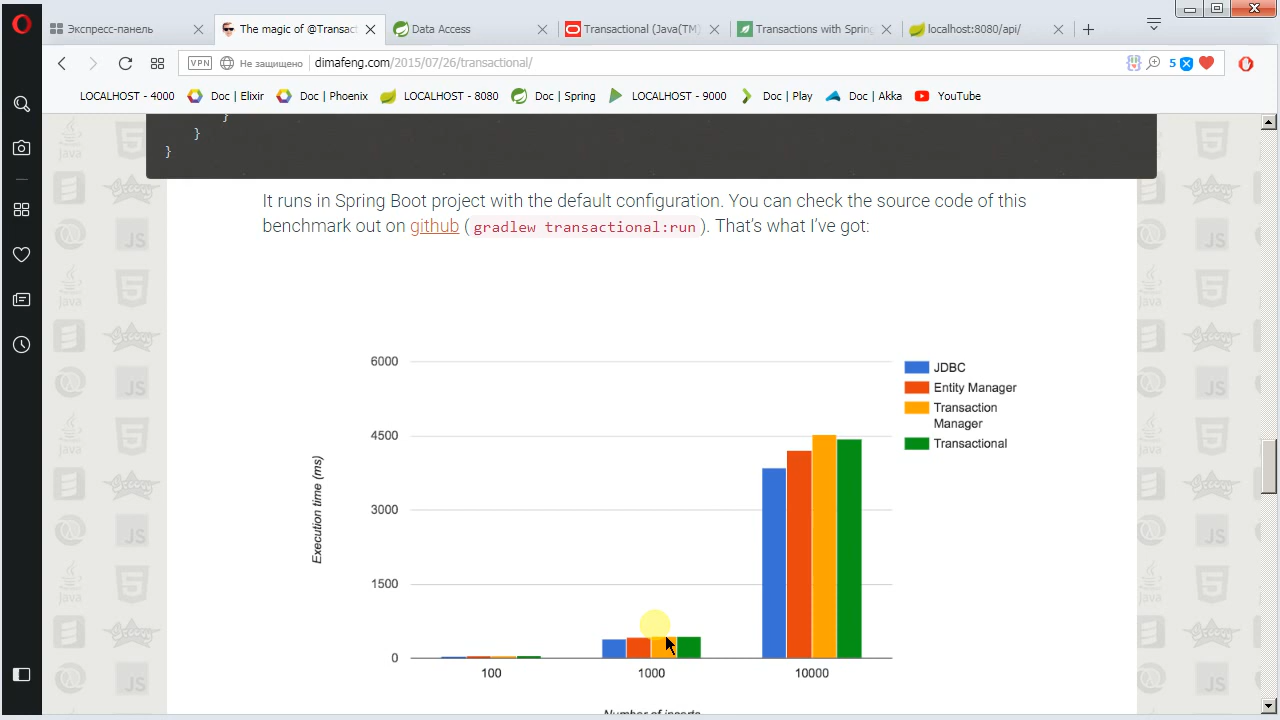 Экспресс-панель
The magic of @Transact
Data Access
Transactional (Java(TM)
Transactions with Spring
localhost:8080/api/
VPN
Не защищено
dimafeng.com/2015/07/26/transactional/
5
LOCALHOST - 4000
Doc | Elixir
Doc | Phoenix
LOCALHOST - 8080
Doc | Spring
LOCALHOST - 9000
Doc | Play
Doc | Akka
YouTube
}
}
}
It runs in Spring Boot project with the default configuration. You can check the source code of this
benchmark out on github (gradlew transactional:run). That's what I've got:
6000
4500
3000
1500
0
Execution time (ms)
100
1000
10000
Number of inserts
JDBC
Entity Manager
Transaction
Manager
Transactional